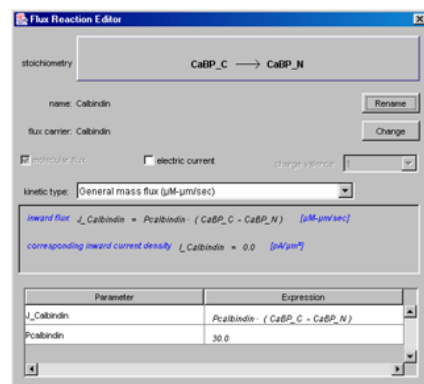 Flux Reaction Editor
stoichiometry
CaBP_C ⟶ CaBP_N
name: Calbindin
Rename
flux carrier: Calbindin
Change
molecular flux
electric current
charge valence: 1
kinetic type: General mass flux (µM-µm/sec)
inward flux J_Calbindin = Pcalbindin · ( CaBP_C - CaBP_N ) [µM-µm/sec]
corresponding inward current density I_Calbindin = 0.0 [pA/µm²]
Parameter Expression
J_Calbindin Pcalbindin · ( CaBP_C - CaBP_N )
Pcalbindin 30.0